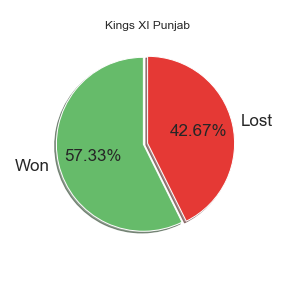 Kings XI Punjab
Lost
42.67%
57.33%
Won